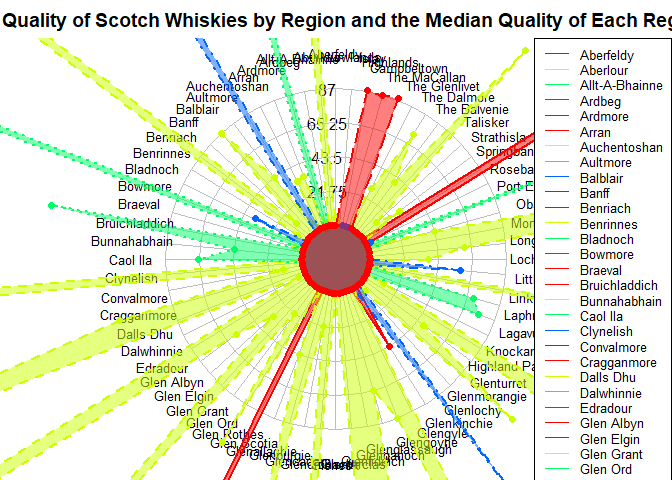 Quality of Scotch Whiskies by Region and the Median Quality of Each Reg
Aberfeldy
Highlands
Campbeltown
The MaCallan
The Glenlivet
The Dalmore
The Balvenie
Talisker
Strathisla
Springban
Roseba
Port E
Ob
Mor
Long
Loch
Litt
Link
Laph
Lagav
Knockan
Highland Pa
Glenturret
Glenmorangie
Glenlochy
Glenkinchie
Glengyle
Glengoyne
Glenglassaugh
Glen Scotia
Glen Rothes
Glen Ord
Glen Grant
Glen Elgin
Glen Albyn
Edradour
Dalwhinnie
Dalls Dhu
Cragganmore
Convalmore
Clynelish
Caol Ila
Bunnahabhain
Bruichladdich
Braeval
Bowmore
Bladnoch
Benrinnes
Benriach
Banff
Balblair
Aultmore
Auchentoshan
Arran
Ardmore
Ardbeg
87
65.25
43.5
21.75
Aberfeldy
Aberlour
Allt-A-Bhainne
Ardbeg
Ardmore
Arran
Auchentoshan
Aultmore
Balblair
Banff
Benriach
Benrinnes
Bladnoch
Bowmore
Braeval
Bruichladdich
Bunnahabhain
Caol Ila
Clynelish
Convalmore
Cragganmore
Dalls Dhu
Dalwhinnie
Edradour
Glen Albyn
Glen Elgin
Glen Grant
Glen Ord